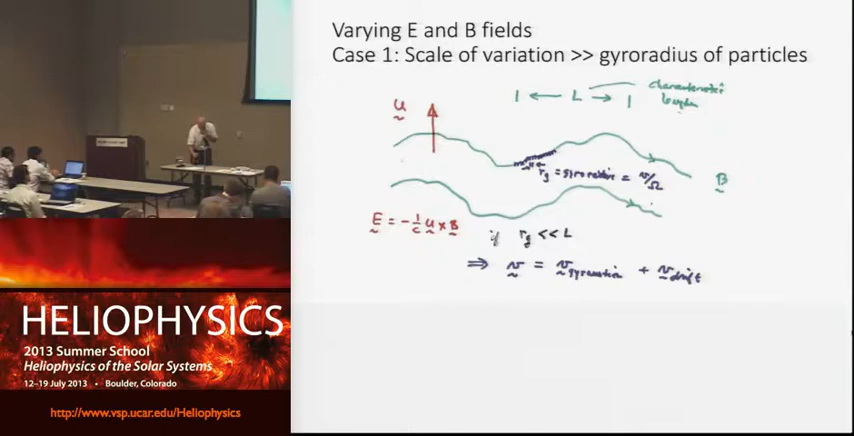 Varying E and B fields
Case 1: Scale of variation >> gyroradius of particles
characteristic
length
|← L →|
u
r_g = gyroradius = v/Ω
B
E = -1/c u × B
if r_g << L
⇒ v = v_gyromotion + v_drift
HELIOPHYSICS
2013 Summer School
Heliophysics of the Solar Systems
12–19 July 2013 • Boulder, Colorado
http://www.vsp.ucar.edu/Heliophysics